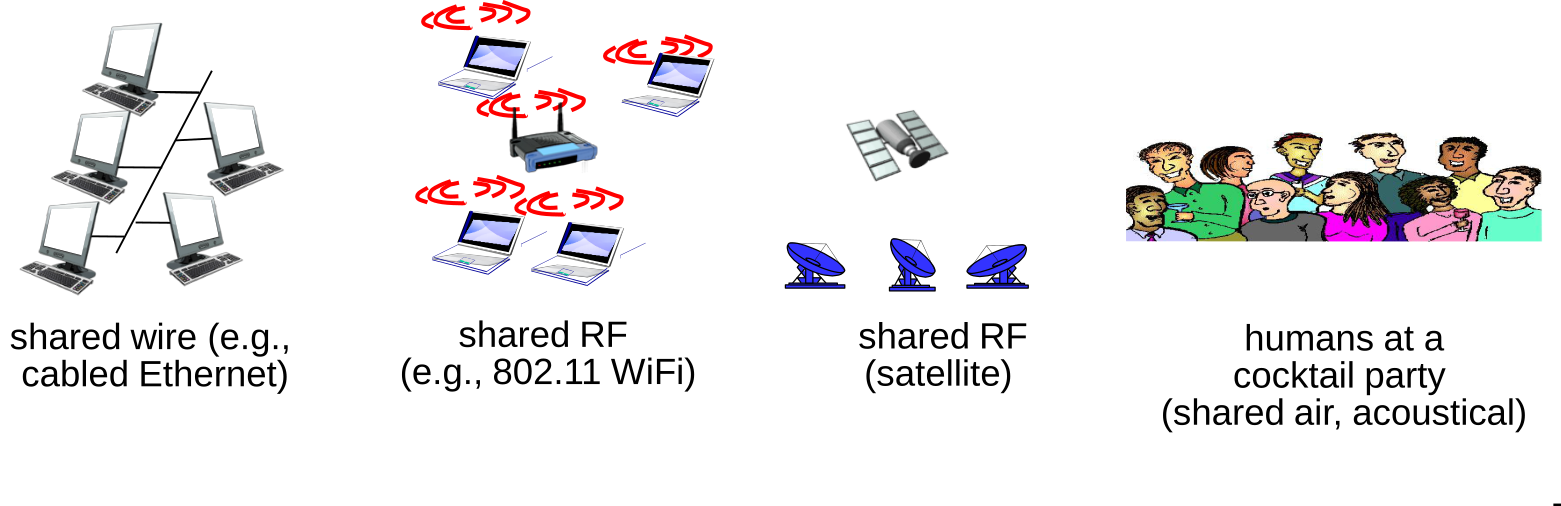 shared wire (e.g.,
cabled Ethernet)
shared RF
(e.g., 802.11 WiFi)
shared RF
(satellite)
humans at a
cocktail party
(shared air, acoustical)